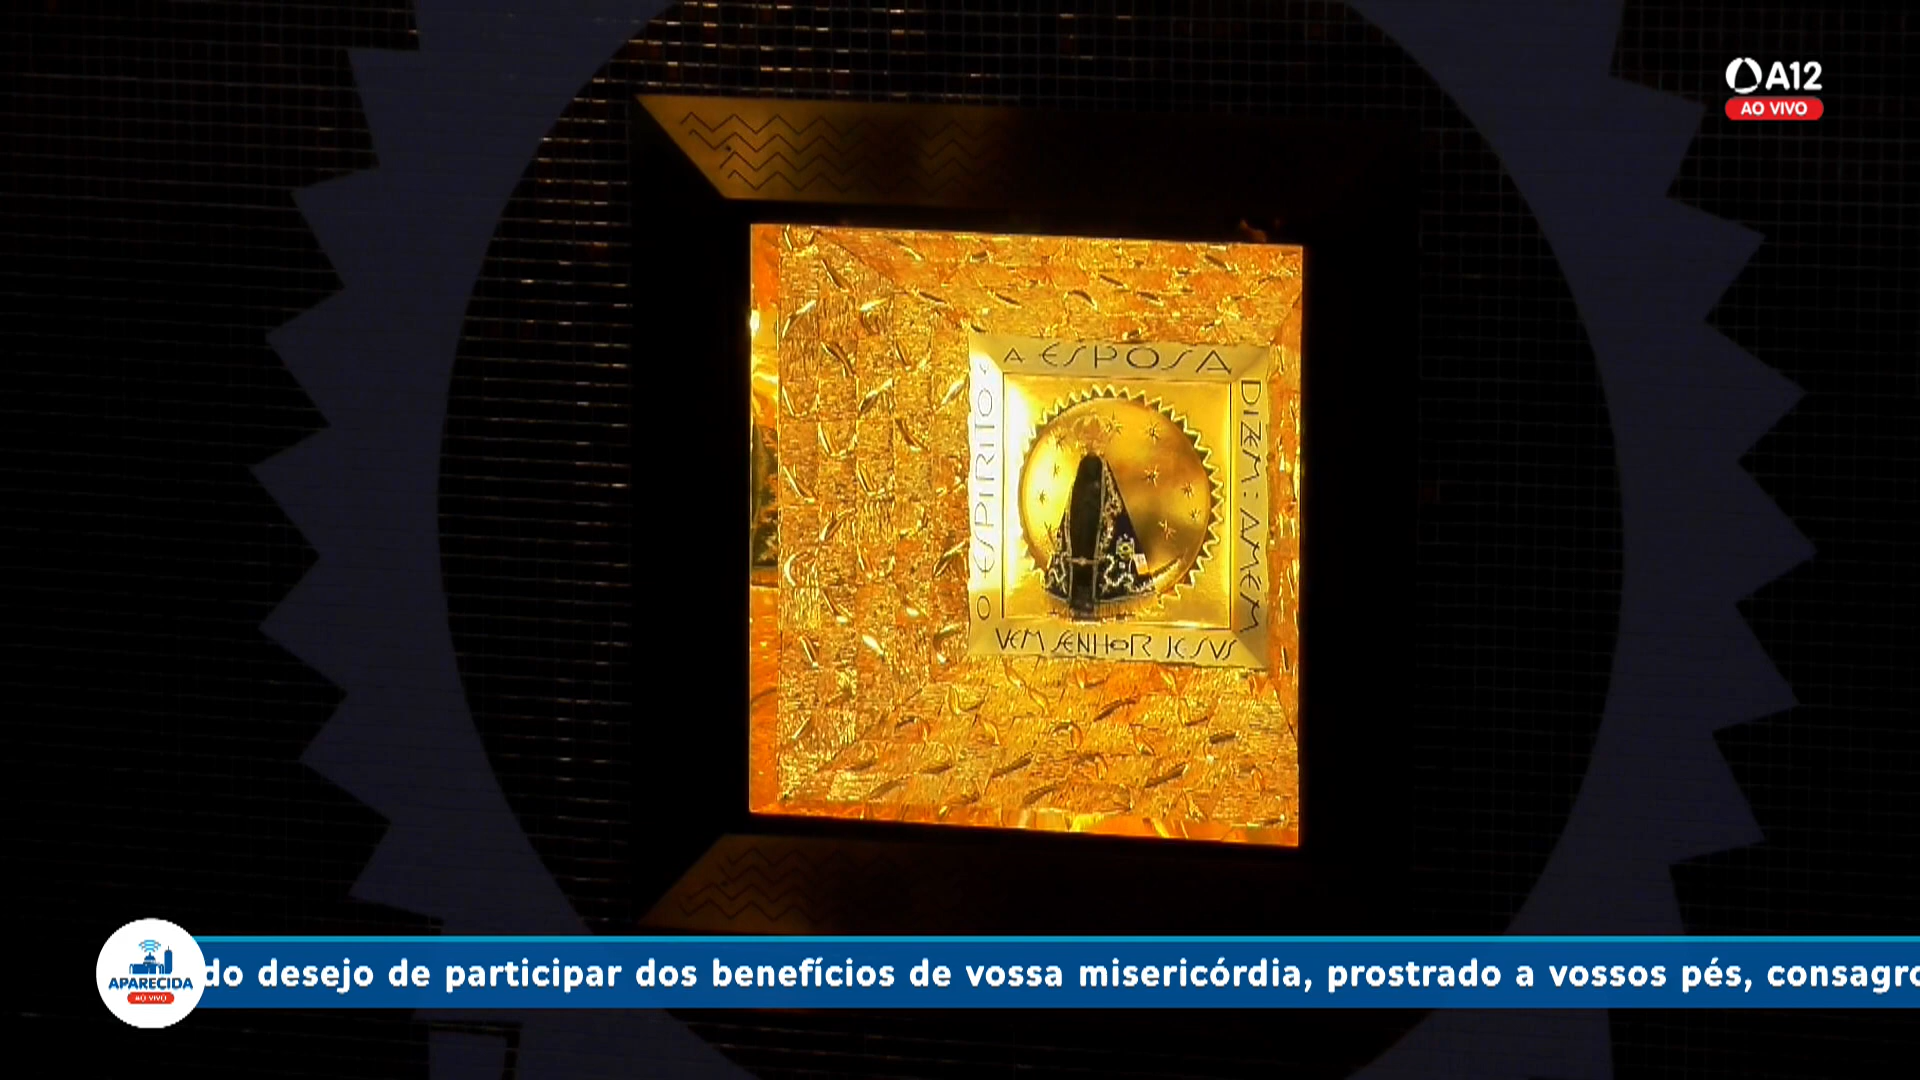 A12
AO VIVO
A ESPOSA
O ESPIRITO e
DIZEM: AMÉM
VEM SENHOR JESUS
APARECIDA
AO VIVO
do desejo de participar dos benefícios de vossa misericórdia, prostrado a vossos pés, consagro